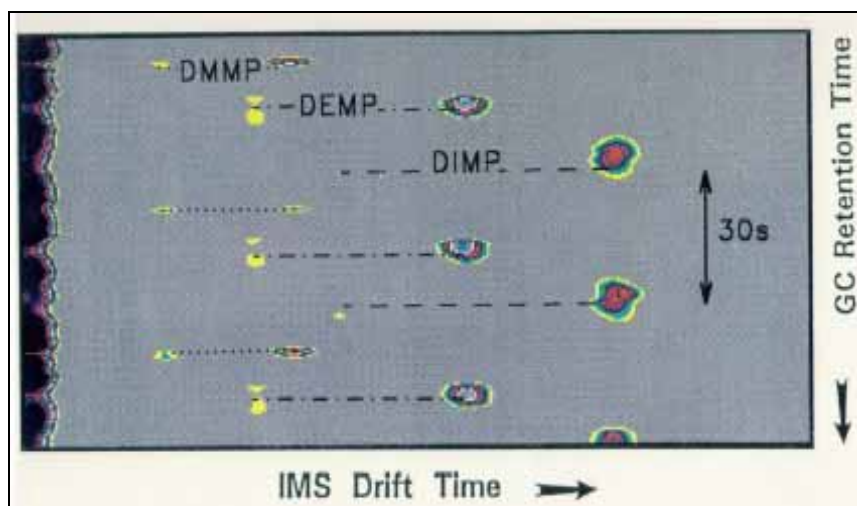 DMMP
DEMP
DIMP
30s
GC Retention Time
IMS Drift Time